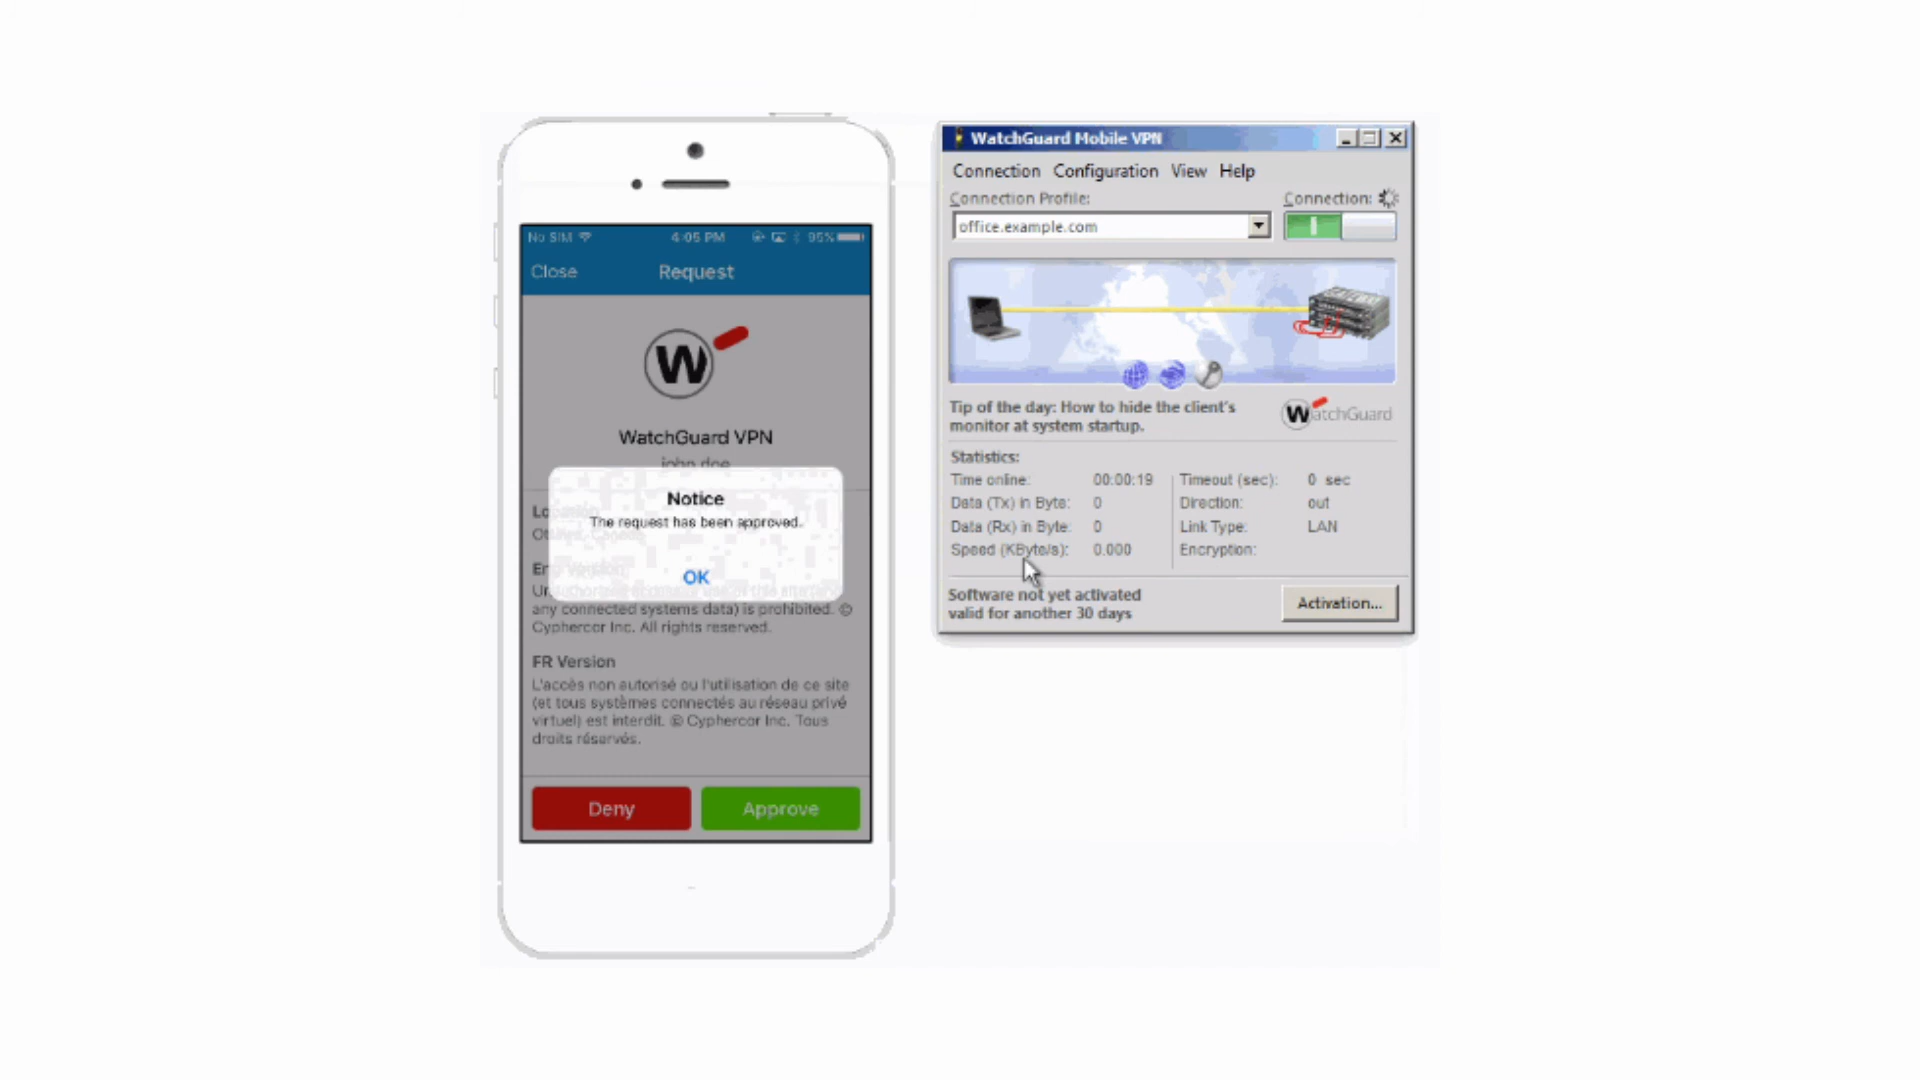 No SIM 4:05 PM 95%
Close Request
W
WatchGuard VPN
john doe
Notice
The request has been approved.
OK
any connected systems data) is prohibited. ©
Cyphercor Inc. All rights reserved.
FR Version
L'accès non autorisé ou l'utilisation de ce site
(et tous systèmes connectés au réseau privé
virtuel) est interdit. © Cyphercor Inc. Tous
droits réservés.
Deny Approve
WatchGuard Mobile VPN
Connection Configuration View Help
Connection Profile: Connection:
office.example.com
Tip of the day: How to hide the client's
monitor at system startup.
WatchGuard
Statistics:
Time online: 00:00:19 Timeout (sec): 0 sec
Data (Tx) in Byte: 0 Direction: out
Data (Rx) in Byte: 0 Link Type: LAN
Speed (KByte/s): 0.000 Encryption:
Software not yet activated
valid for another 30 days
Activation...